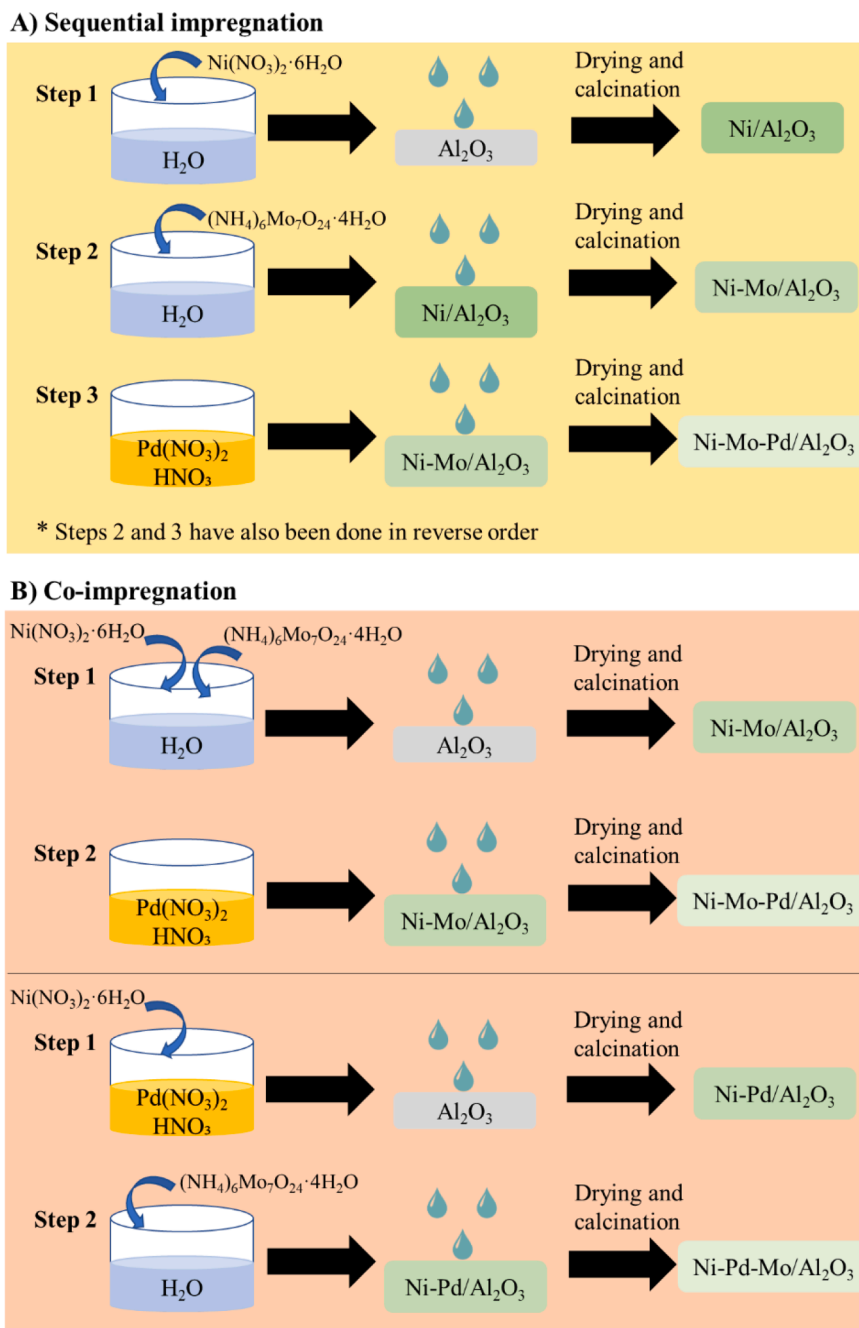 A) Sequential impregnation
Step 1
Ni(NO₃)₂·6H₂O
H₂O
Al₂O₃
Drying and
calcination
Ni/Al₂O₃
Step 2
(NH₄)₆Mo₇O₂₄·4H₂O
H₂O
Ni/Al₂O₃
Drying and
calcination
Ni-Mo/Al₂O₃
Step 3
Pd(NO₃)₂
HNO₃
Ni-Mo/Al₂O₃
Drying and
calcination
Ni-Mo-Pd/Al₂O₃
* Steps 2 and 3 have also been done in reverse order
B) Co-impregnation
Ni(NO₃)₂·6H₂O
(NH₄)₆Mo₇O₂₄·4H₂O
Step 1
H₂O
Al₂O₃
Drying and
calcination
Ni-Mo/Al₂O₃
Step 2
Pd(NO₃)₂
HNO₃
Ni-Mo/Al₂O₃
Drying and
calcination
Ni-Mo-Pd/Al₂O₃
Ni(NO₃)₂·6H₂O
Step 1
Pd(NO₃)₂
HNO₃
Al₂O₃
Drying and
calcination
Ni-Pd/Al₂O₃
(NH₄)₆Mo₇O₂₄·4H₂O
Step 2
H₂O
Ni-Pd/Al₂O₃
Drying and
calcination
Ni-Pd-Mo/Al₂O₃